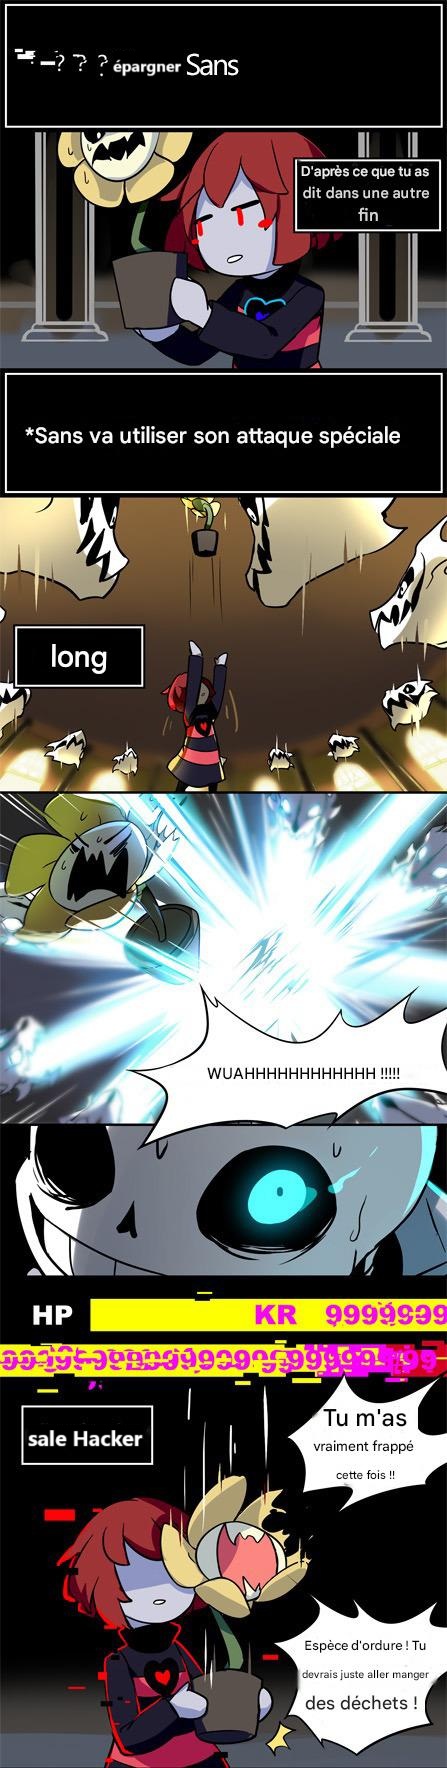 ? ? ? épargner Sans
D'après ce que tu as
dit dans une autre
fin
*Sans va utiliser son attaque spéciale
long
WUAHHHHHHHHHHHH !!!!!
HP KR 9999899
sale Hacker
Tu m'as
vraiment frappé
cette fois !!
Espèce d'ordure ! Tu
devrais juste aller manger
des déchets !